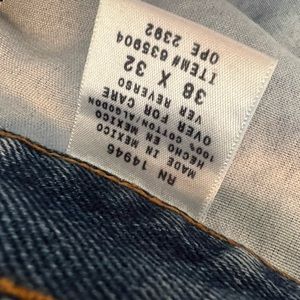 RN 14946
MADE IN MEXICO
HECHO EN MEXICO
100% COTTON/ALGODON
OVER FOR CARE
VER REVERSO
38 X 32
ITEM# 635904
OPE 2392